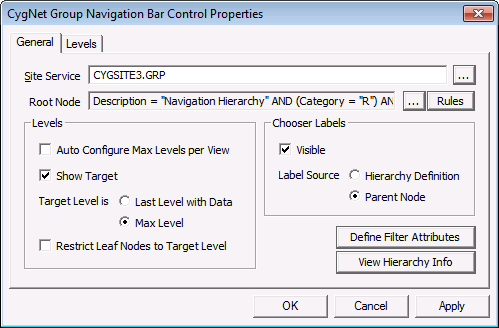 CygNet Group Navigation Bar Control Properties
General Levels
Site Service CYGSITE3.GRP ...
Root Node Description = "Navigation Hierarchy" AND (Category = "R") AN ... Rules
Levels
Auto Configure Max Levels per View
Show Target
Target Level is Last Level with Data
Max Level
Restrict Leaf Nodes to Target Level
Chooser Labels
Visible
Label Source Hierarchy Definition
Parent Node
Define Filter Attributes
View Hierarchy Info
OK Cancel Apply